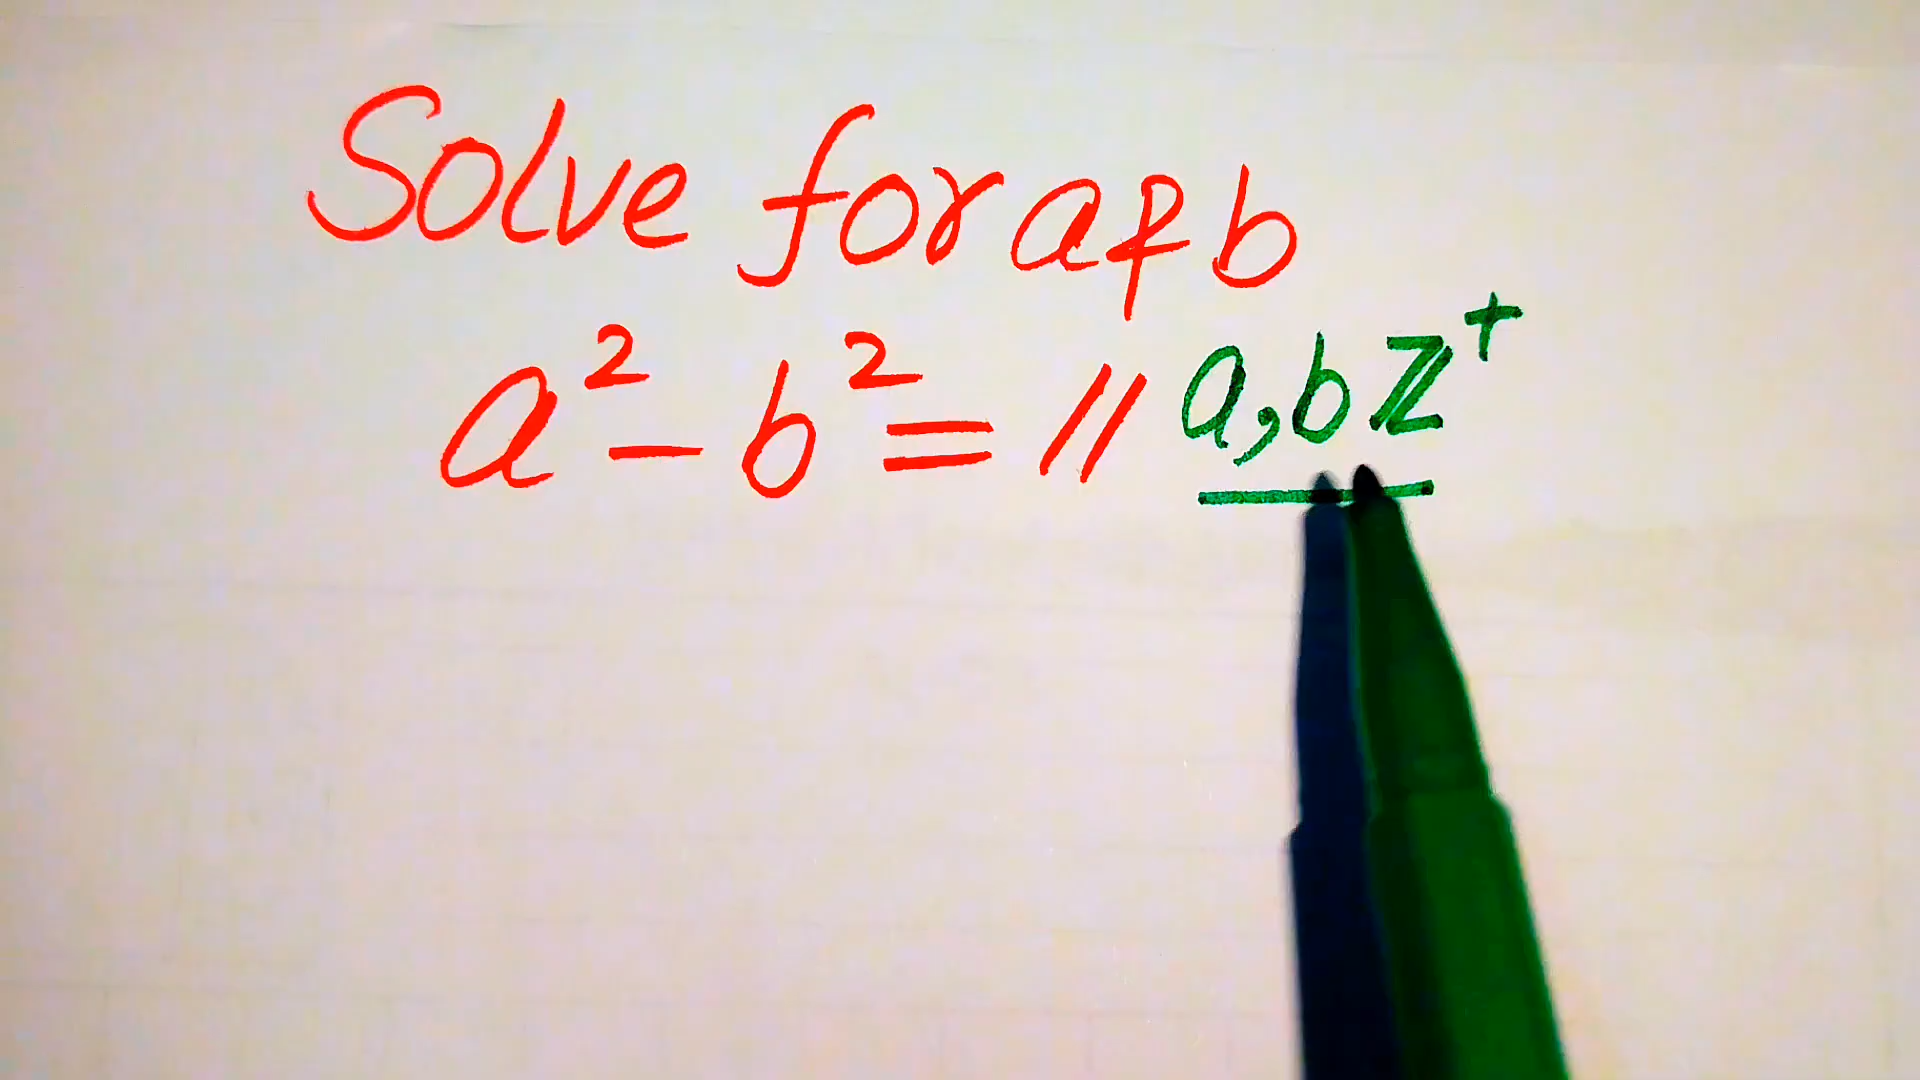 Solve for a & b
a² - b² = 11 a,b ℤ⁺